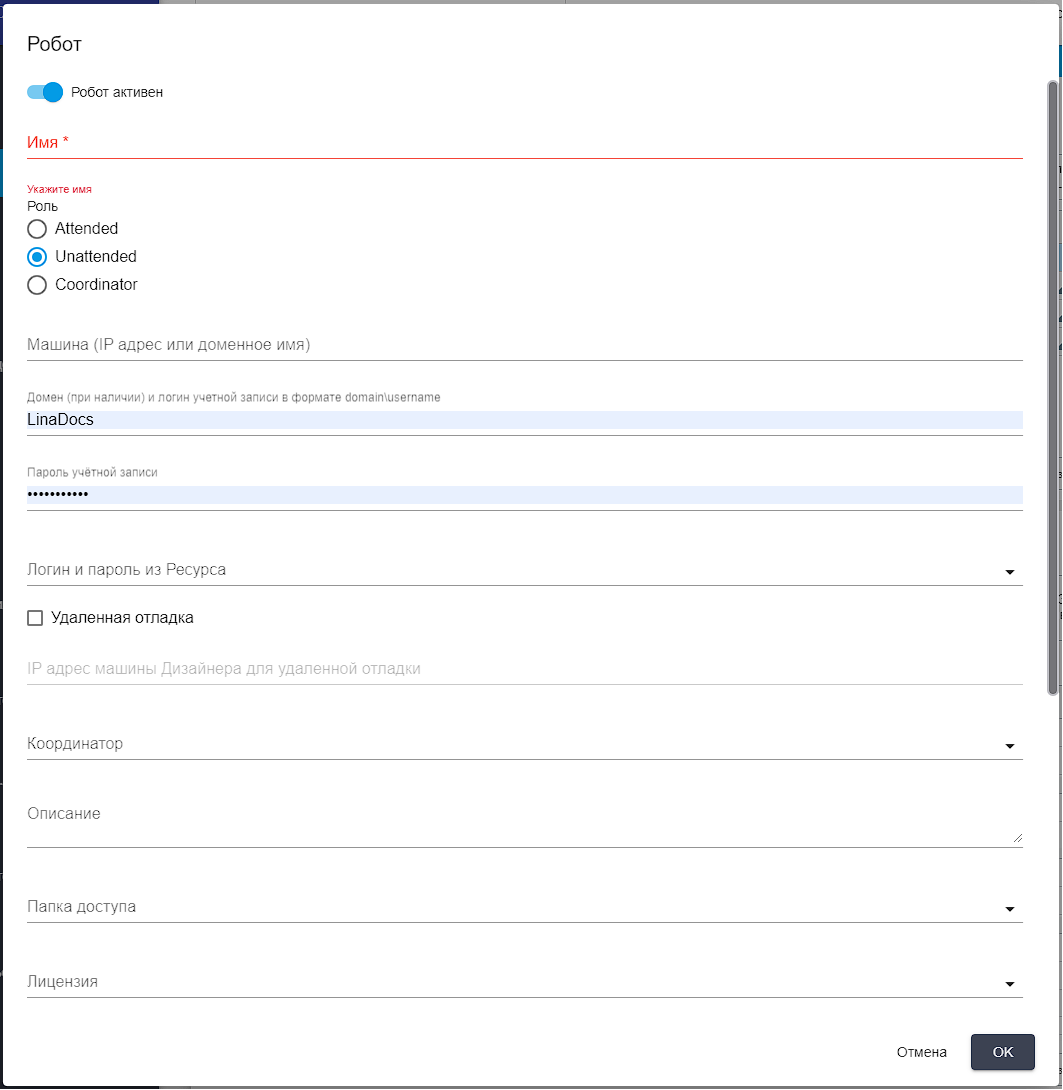 Робот
Робот активен
Имя *
Укажите имя
Роль
Attended
Unattended
Coordinator
Машина (IP адрес или доменное имя)
Домен (при наличии) и логин учетной записи в формате domain\username
LinaDocs
Пароль учётной записи
•••••••••••
Логин и пароль из Ресурса
Удаленная отладка
IP адрес машины Дизайнера для удаленной отладки
Координатор
Описание
Папка доступа
Лицензия
Отмена
ОК